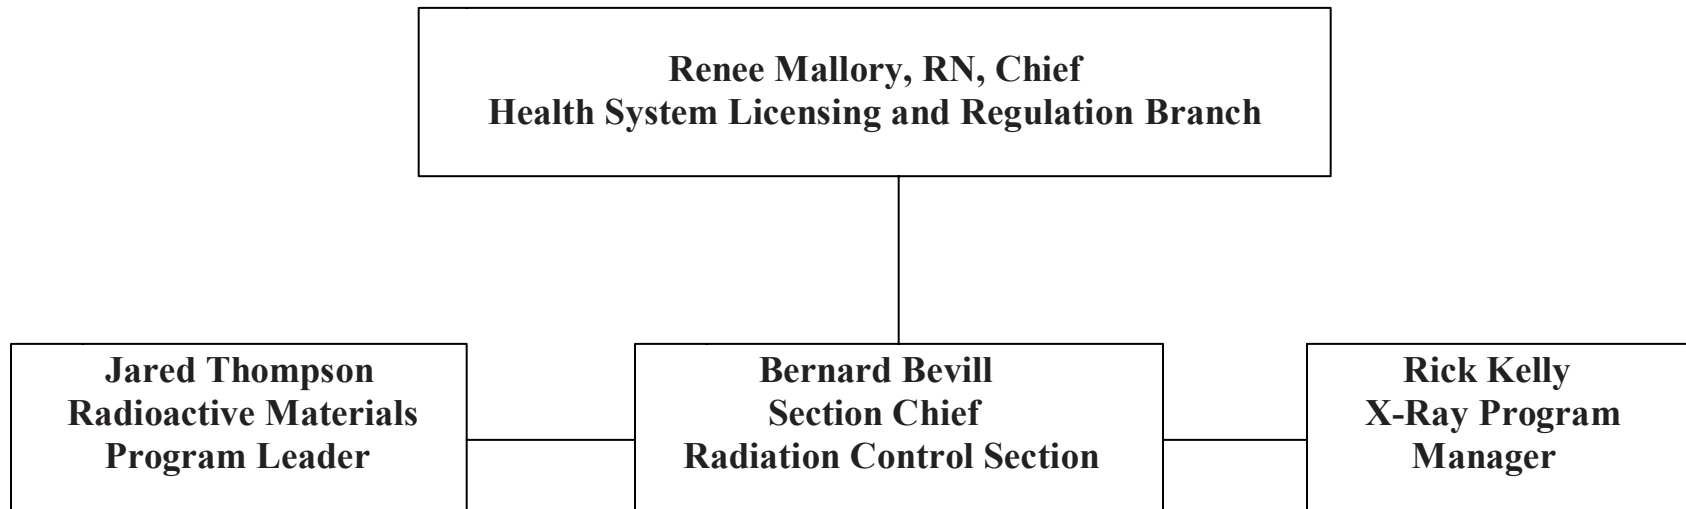 Renee Mallory, RN, Chief
Health System Licensing and Regulation Branch
Jared Thompson
Radioactive Materials
Program Leader
Bernard Bevill
Section Chief
Radiation Control Section
Rick Kelly
X-Ray Program
Manager